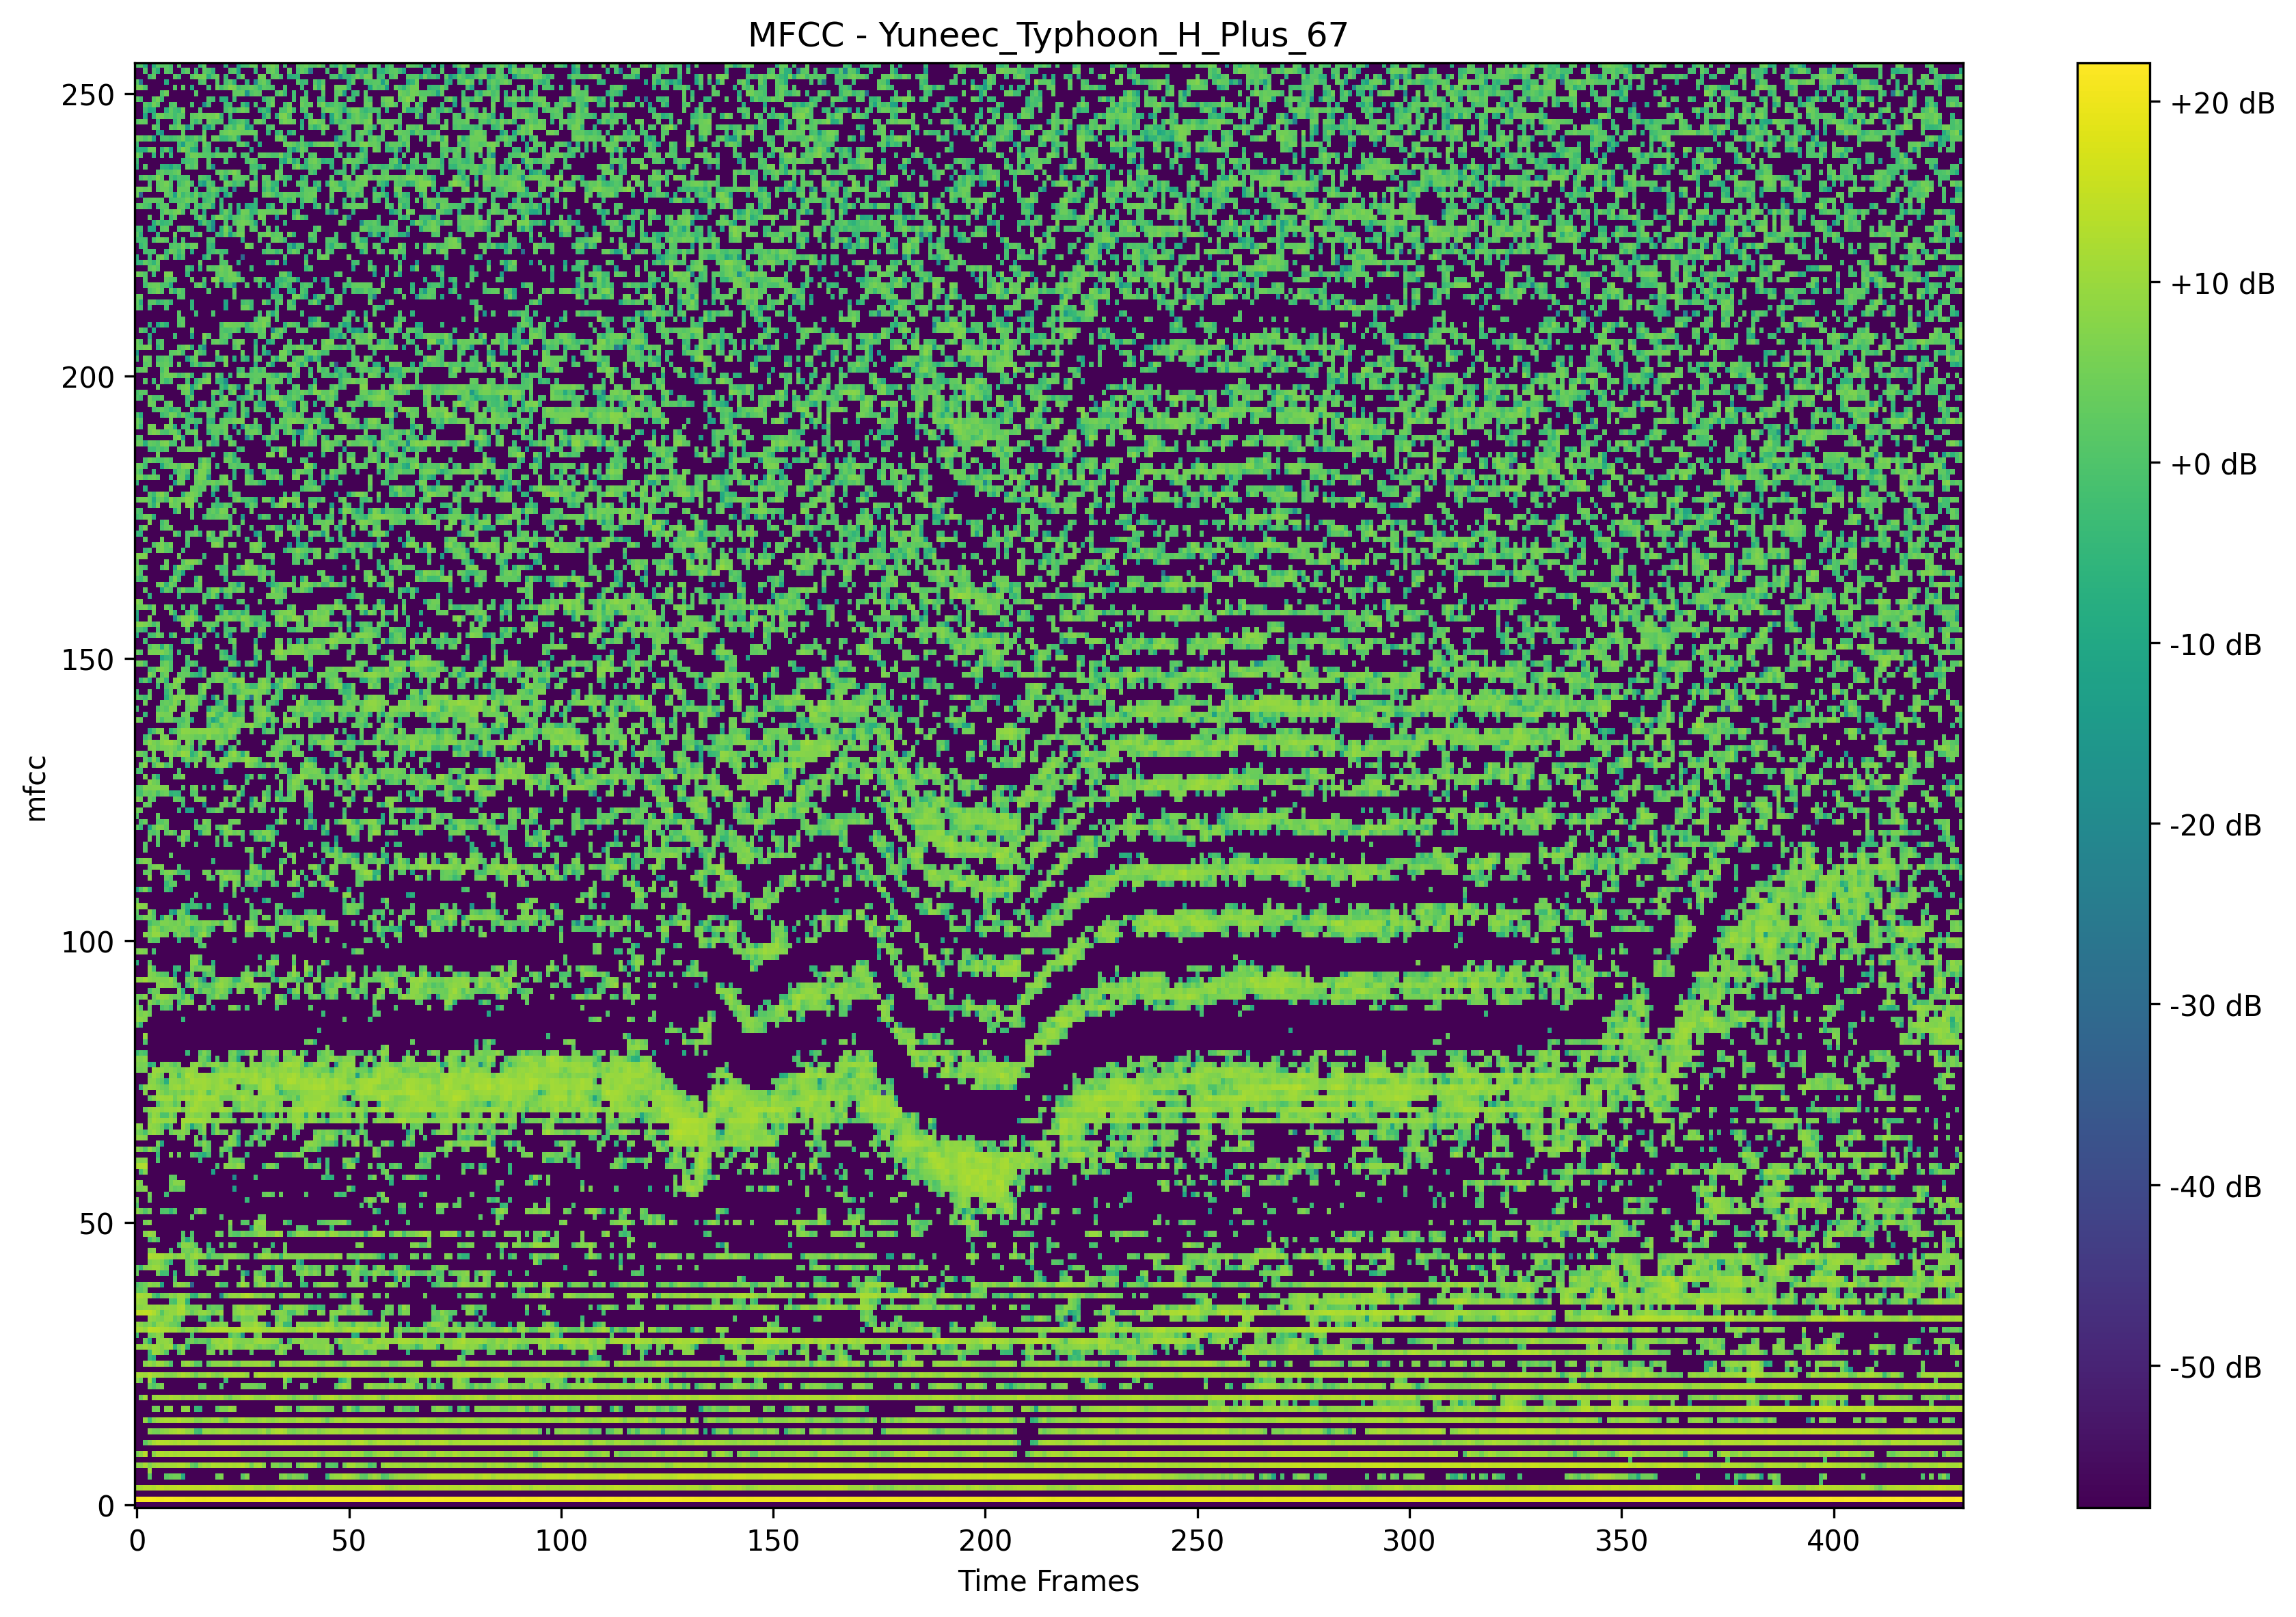 MFCC - Yuneec_Typhoon_H_Plus_67
250
200
150
100
50
0
mfcc
0 50 100 150 200 250 300 350 400
Time Frames
+20 dB
+10 dB
+0 dB
-10 dB
-20 dB
-30 dB
-40 dB
-50 dB